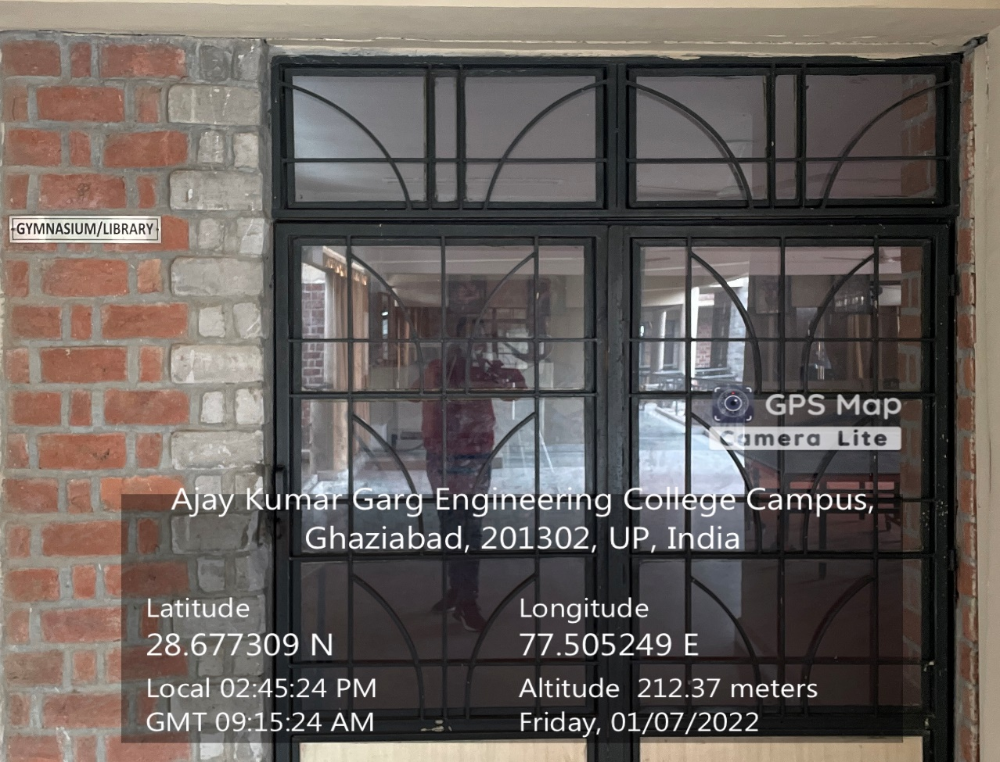 GYMNASIUM/LIBRARY
GPS Map
Camera Lite
Ajay Kumar Garg Engineering College Campus,
Ghaziabad, 201302, UP, India
Latitude
28.677309 N
Longitude
77.505249 E
Local 02:45:24 PM
GMT 09:15:24 AM
Altitude 212.37 meters
Friday, 01/07/2022